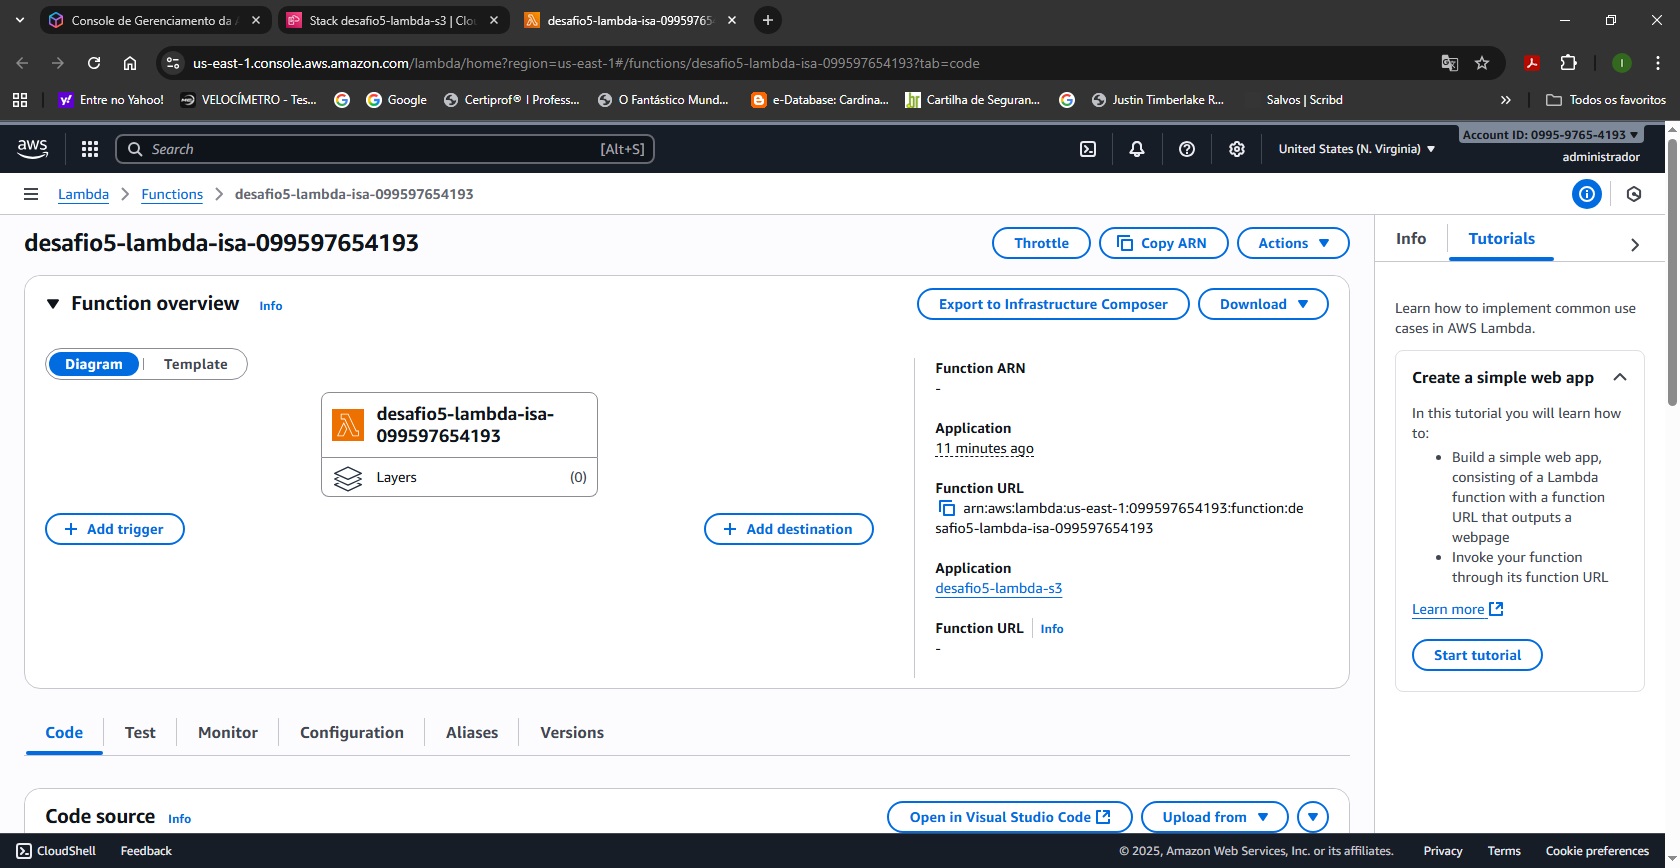 Console de Gerenciamento da A
Stack desafio5-lambda-s3 | Clou
desafio5-lambda-isa-099597654
us-east-1.console.aws.amazon.com/lambda/home?region=us-east-1#/functions/desafio5-lambda-isa-099597654193?tab=code
I
Entre no Yahoo!
VELOCÍMETRO - Tes...
Google
Certiprof® I Profess...
O Fantástico Mund...
e-Database: Cardina...
Cartilha de Seguran...
Justin Timberlake R...
Salvos | Scribd
»
Todos os favoritos
aws
Search
[Alt+S]
United States (N. Virginia)
Account ID: 0995-9765-4193
administrador
Lambda
Functions
desafio5-lambda-isa-099597654193
desafio5-lambda-isa-099597654193
Throttle
Copy ARN
Actions
Info
Tutorials
Function overview
Info
Export to Infrastructure Composer
Download
Diagram
Template
desafio5-lambda-isa-
099597654193
Layers
(0)
+ Add trigger
+ Add destination
Function ARN
-
Application
11 minutes ago
Function URL
arn:aws:lambda:us-east-1:099597654193:function:de
safio5-lambda-isa-099597654193
Application
desafio5-lambda-s3
Function URL
Info
-
Learn how to implement common use
cases in AWS Lambda.
Create a simple web app
In this tutorial you will learn how
to:
• Build a simple web app,
consisting of a Lambda
function with a function
URL that outputs a
webpage
• Invoke your function
through its function URL
Learn more
Start tutorial
Code
Test
Monitor
Configuration
Aliases
Versions
Code source
Info
Open in Visual Studio Code
Upload from
CloudShell
Feedback
© 2025, Amazon Web Services, Inc. or its affiliates.
Privacy
Terms
Cookie preferences